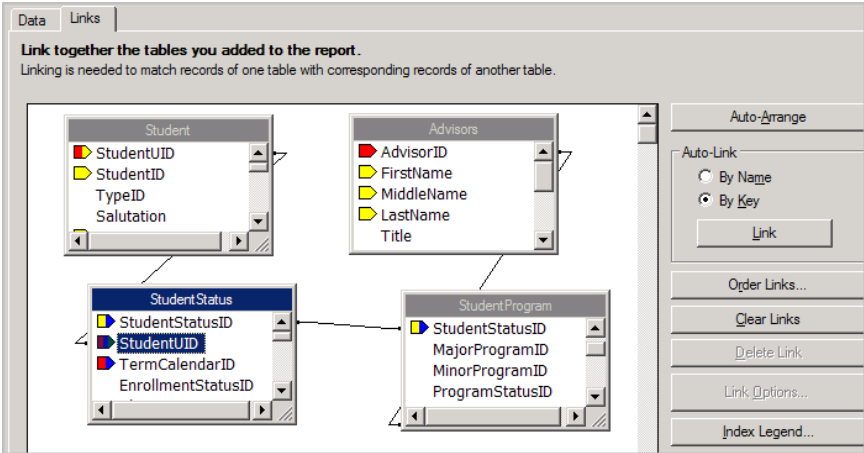 Data Links
Link together the tables you added to the report.
Linking is needed to match records of one table with corresponding records of another table.
Student
StudentUID
StudentID
TypeID
Salutation
Advisors
AdvisorID
FirstName
MiddleName
LastName
Title
StudentStatus
StudentStatusID
StudentUID
TermCalendarID
EnrollmentStatusID
StudentProgram
StudentStatusID
MajorProgramID
MinorProgramID
ProgramStatusID
Auto-Arrange
Auto-Link
By Name
By Key
Link
Order Links...
Clear Links
Delete Link
Link Options...
Index Legend...